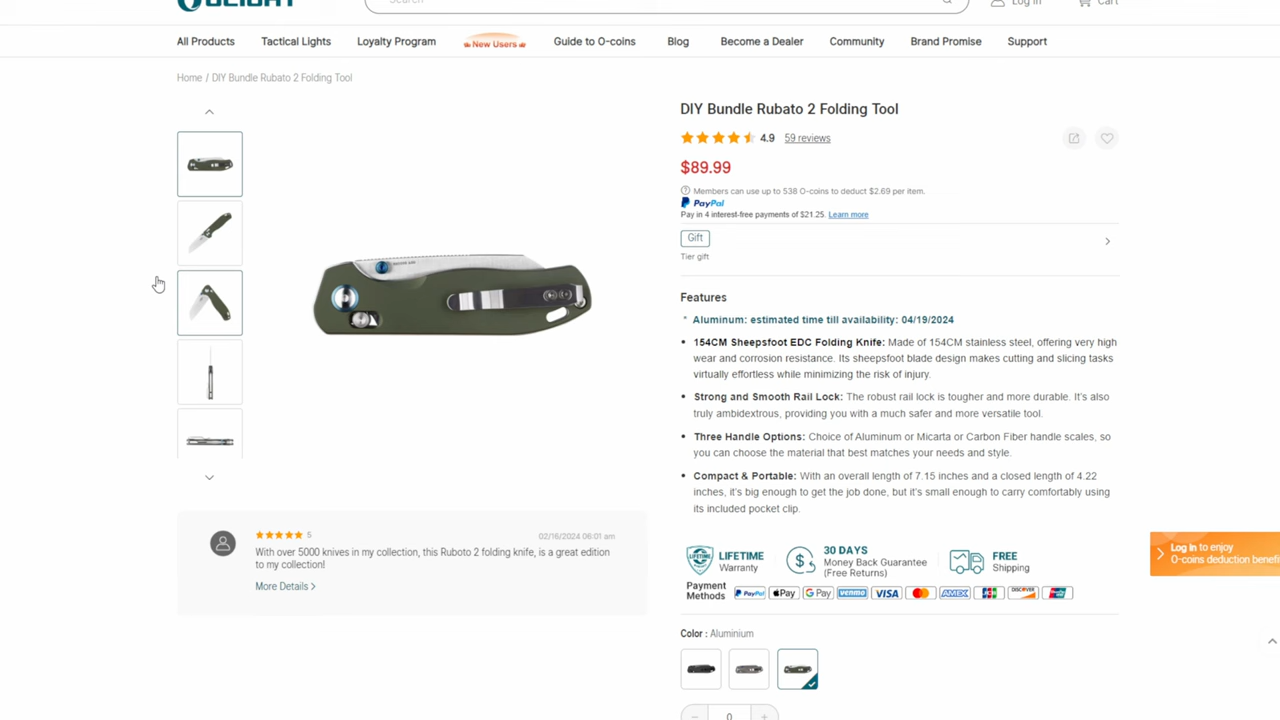 OLIGHT
Search
Log In
Cart
All Products
Tactical Lights
Loyalty Program
New Users
Guide to O-coins
Blog
Become a Dealer
Community
Brand Promise
Support
Home / DIY Bundle Rubato 2 Folding Tool
DIY Bundle Rubato 2 Folding Tool
4.9 59 reviews
$89.99
Members can use up to 538 O-coins to deduct $2.69 per item.
PayPal
Pay in 4 interest-free payments of $21.25. Learn more
Gift
Tier gift
Features
* Aluminum: estimated time till availability: 04/19/2024
• 154CM Sheepsfoot EDC Folding Knife: Made of 154CM stainless steel, offering very high
wear and corrosion resistance. Its sheepsfoot blade design makes cutting and slicing tasks
virtually effortless while minimizing the risk of injury.
• Strong and Smooth Rail Lock: The robust rail lock is tougher and more durable. It's also
truly ambidextrous, providing you with a much safer and more versatile tool.
• Three Handle Options: Choice of Aluminum or Micarta or Carbon Fiber handle scales, so
you can choose the material that best matches your needs and style.
• Compact & Portable: With an overall length of 7.15 inches and a closed length of 4.22
inches, it's big enough to get the job done, but it's small enough to carry comfortably using
its included pocket clip.
5
02/16/2024 06:01 am
With over 5000 knives in my collection, this Ruboto 2 folding knife, is a great edition
to my collection!
More Details >
LIFETIME
Warranty
30 DAYS
Money Back Guarantee
(Free Returns)
FREE
Shipping
Payment
Methods
PayPal
Pay
G Pay
venmo
VISA
AMEX
JCB
DISCOVER
Log in to enjoy
O-coins deduction benefi
Color : Aluminium
− 0 +